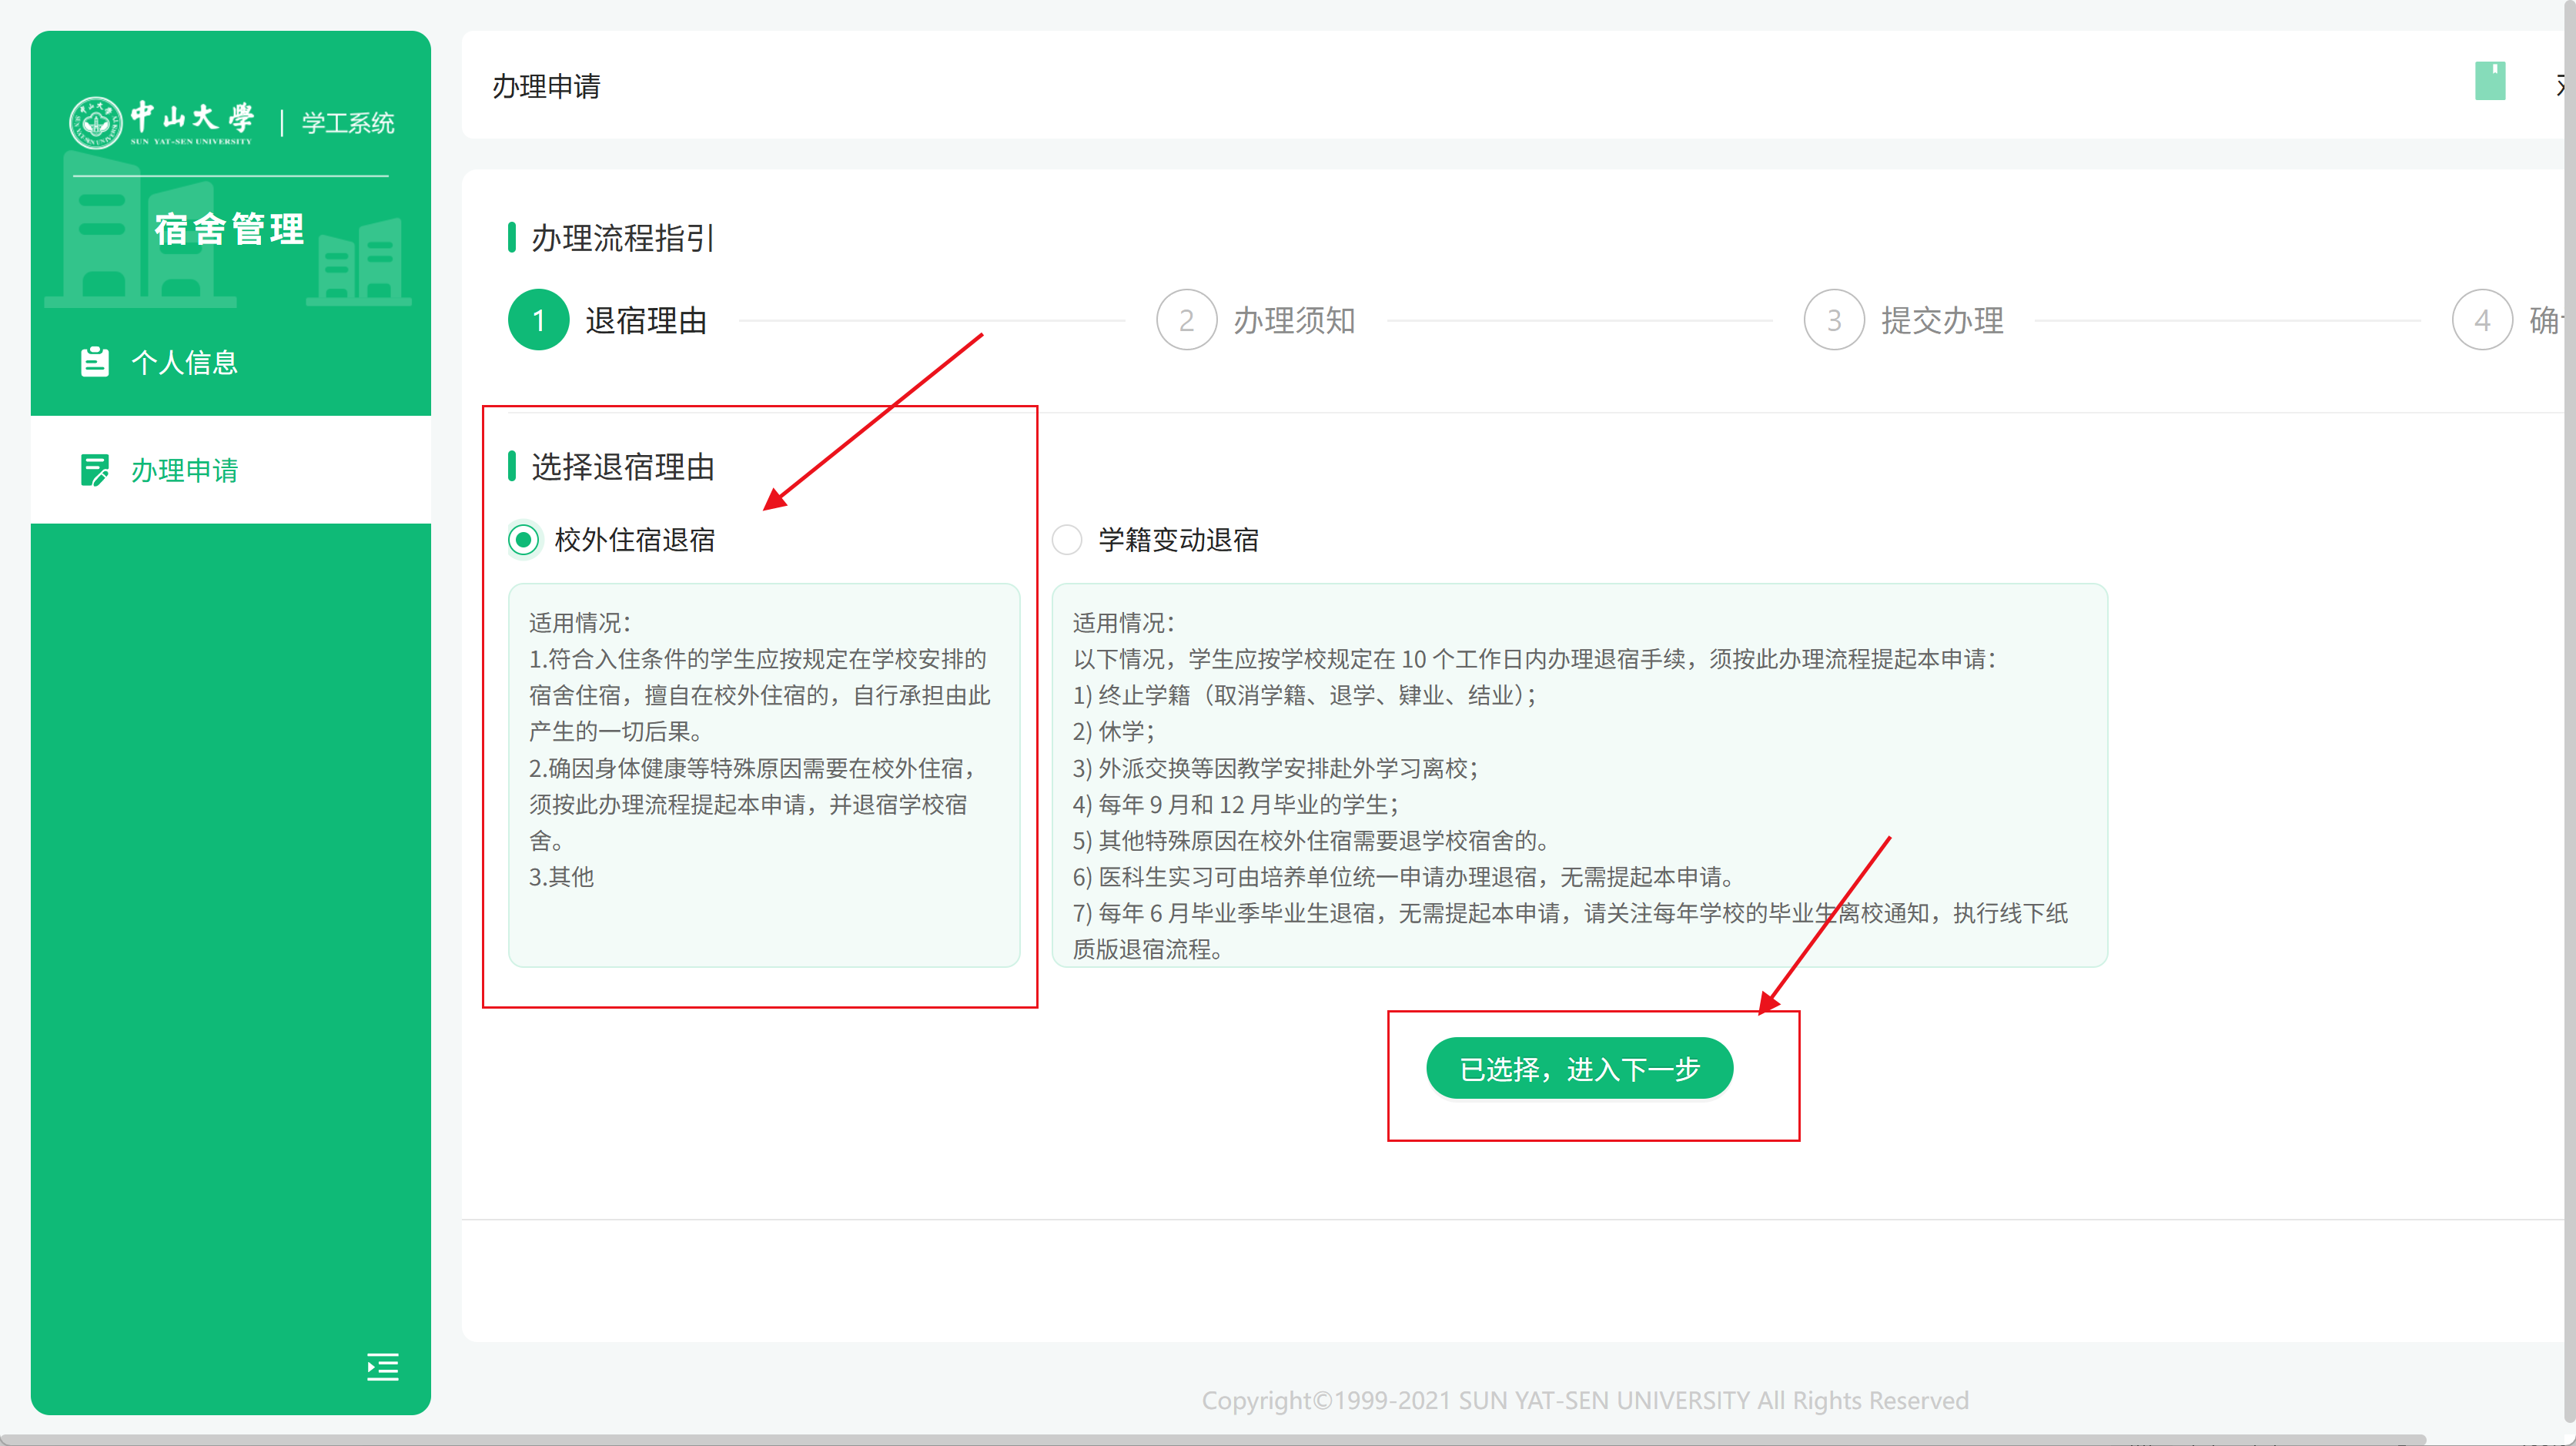 中山大學
SUN YAT-SEN UNIVERSITY
学工系统
宿舍管理
个人信息
办理申请
办理申请
办理流程指引
1 退宿理由
2 办理须知
3 提交办理
4 确
选择退宿理由
校外住宿退宿
适用情况：
1.符合入住条件的学生应按规定在学校安排的
宿舍住宿，擅自在校外住宿的，自行承担由此
产生的一切后果。
2.确因身体健康等特殊原因需要在校外住宿，
须按此办理流程提起本申请，并退宿学校宿
舍。
3.其他
学籍变动退宿
适用情况：
以下情况，学生应按学校规定在 10 个工作日内办理退宿手续，须按此办理流程提起本申请：
1) 终止学籍（取消学籍、退学、肄业、结业）；
2) 休学；
3) 外派交换等因教学安排赴外学习离校；
4) 每年 9 月和 12 月毕业的学生；
5) 其他特殊原因在校外住宿需要退学校宿舍的。
6) 医科生实习可由培养单位统一申请办理退宿，无需提起本申请。
7) 每年 6 月毕业季毕业生退宿，无需提起本申请，请关注每年学校的毕业生离校通知，执行线下纸
质版退宿流程。
已选择，进入下一步
Copyright©1999-2021 SUN YAT-SEN UNIVERSITY All Rights Reserved